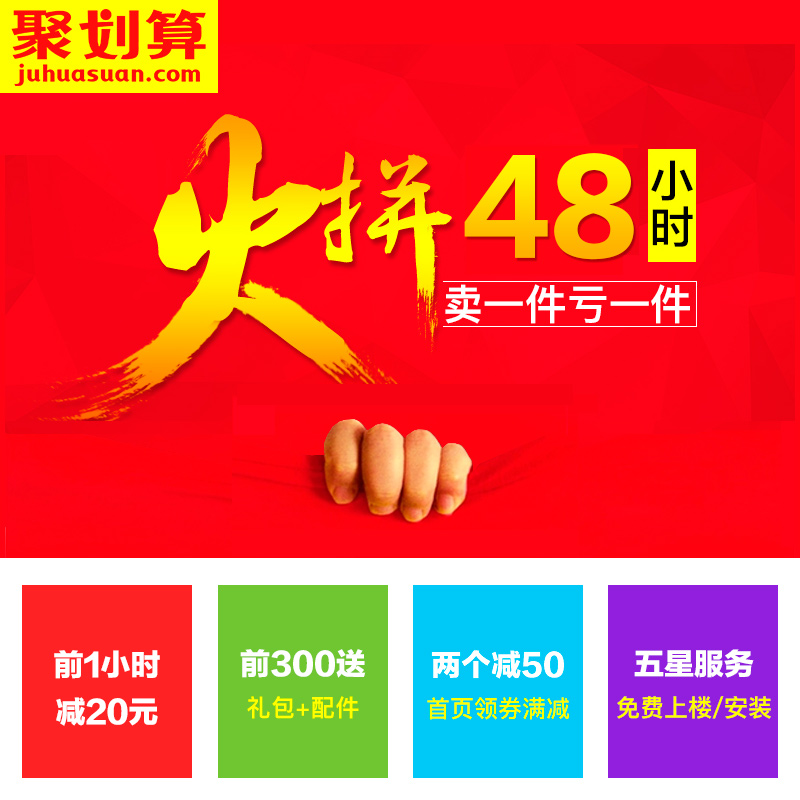 聚划算
juhuasuan.com
火拼48小时
卖一件亏一件
前1小时
减20元
前300送
礼包+配件
两个减50
首页领券满减
五星服务
免费上楼/安装